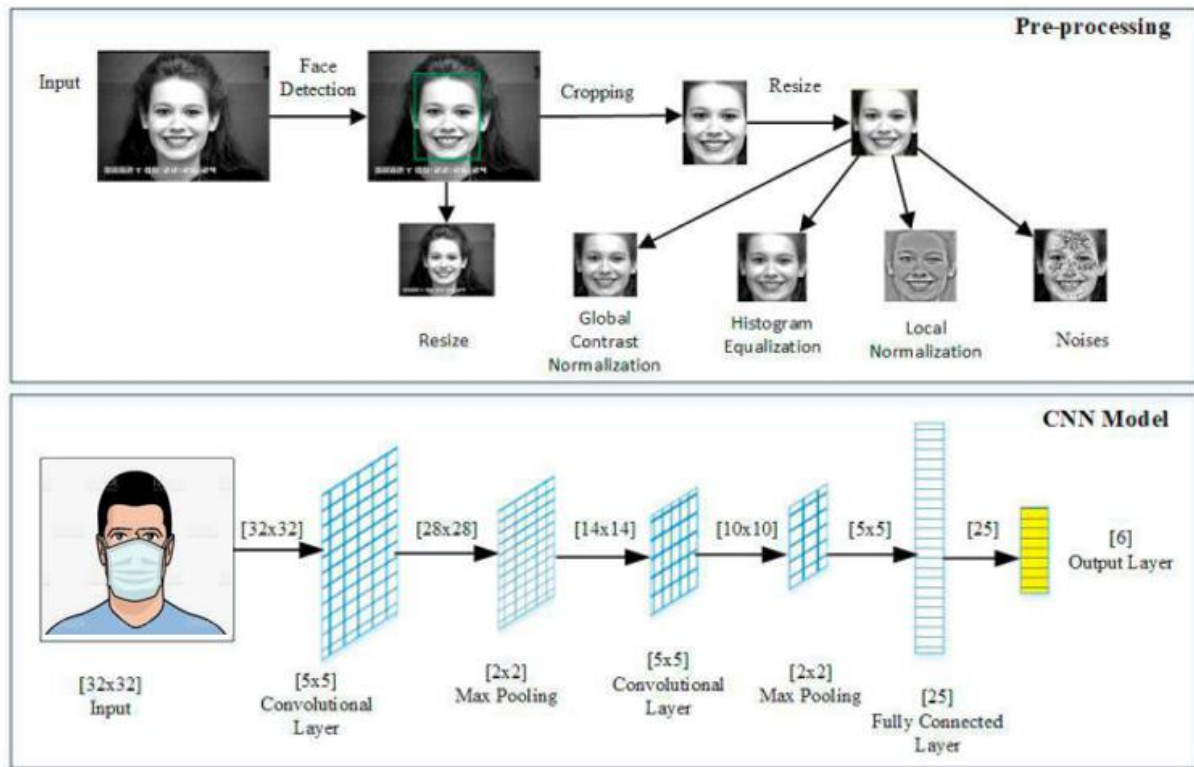 Pre-processing
Input
Face
Detection
Cropping
Resize
Resize
Global
Contrast
Normalization
Histogram
Equalization
Local
Normalization
Noises
CNN Model
[32x32]
[28x28]
[14x14]
[10x10]
[5x5]
[25]
[6]
Output Layer
[32x32]
Input
[5x5]
Convolutional
Layer
[2x2]
Max Pooling
[5x5]
Convolutional
Layer
[2x2]
Max Pooling
[25]
Fully Connected
Layer